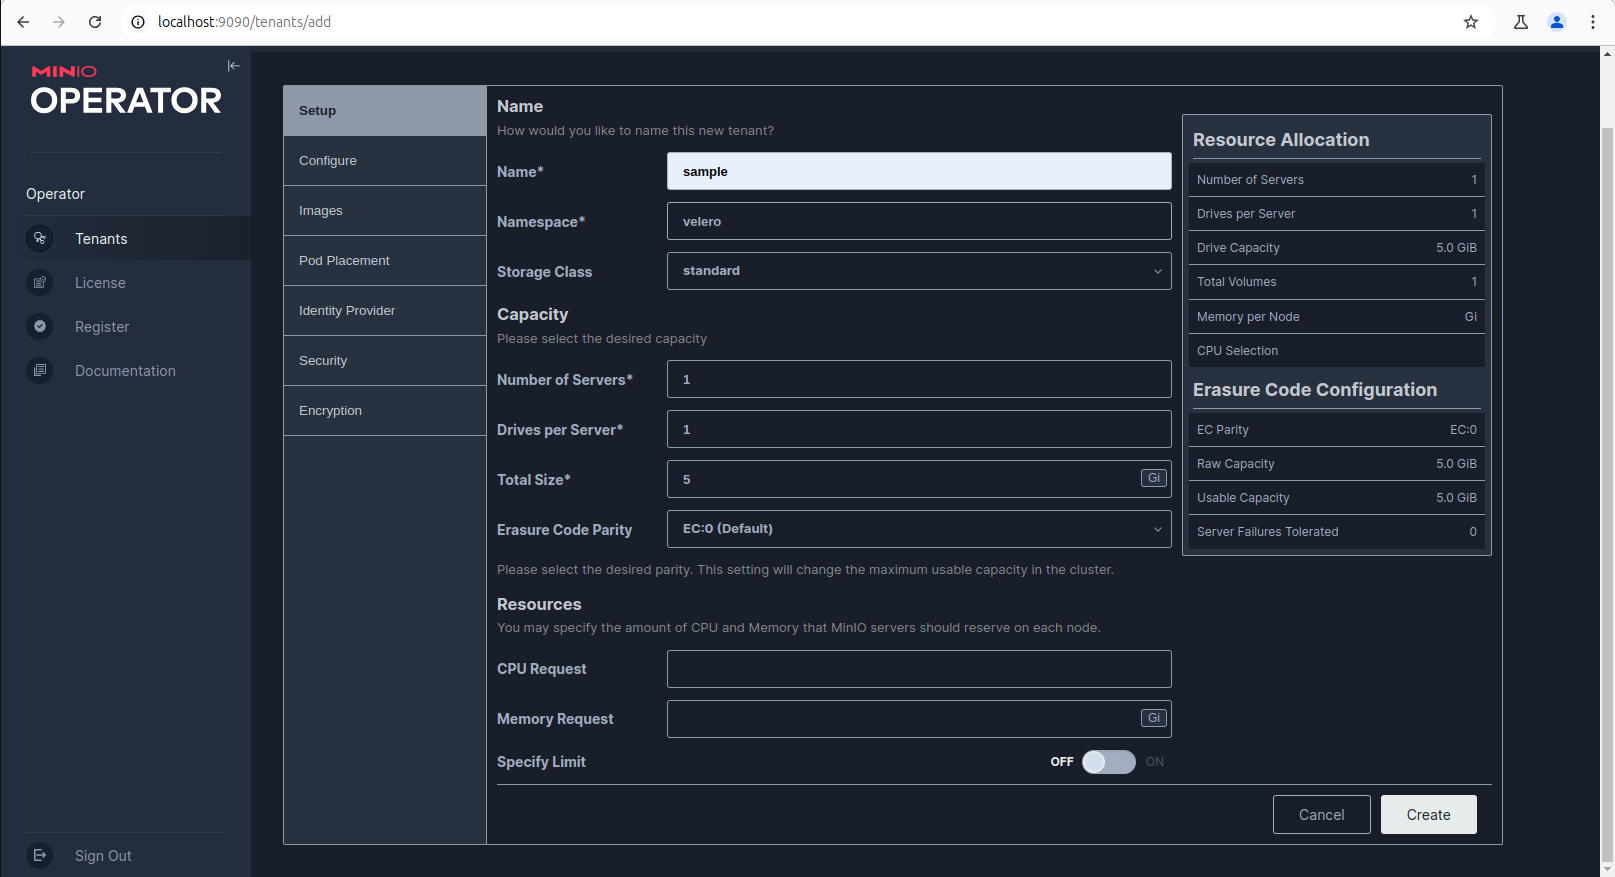 localhost:9090/tenants/add
MINIO
OPERATOR
Operator
Tenants
License
Register
Documentation
Sign Out
Setup
Configure
Images
Pod Placement
Identity Provider
Security
Encryption
Name
How would you like to name this new tenant?
Name* sample
Namespace* velero
Storage Class standard
Capacity
Please select the desired capacity
Number of Servers* 1
Drives per Server* 1
Total Size* 5 Gi
Erasure Code Parity EC:0 (Default)
Please select the desired parity. This setting will change the maximum usable capacity in the cluster.
Resources
You may specify the amount of CPU and Memory that MinIO servers should reserve on each node.
CPU Request
Memory Request Gi
Specify Limit OFF ON
Cancel Create
Resource Allocation
Number of Servers 1
Drives per Server 1
Drive Capacity 5.0 GiB
Total Volumes 1
Memory per Node Gi
CPU Selection
Erasure Code Configuration
EC Parity EC:0
Raw Capacity 5.0 GiB
Usable Capacity 5.0 GiB
Server Failures Tolerated 0